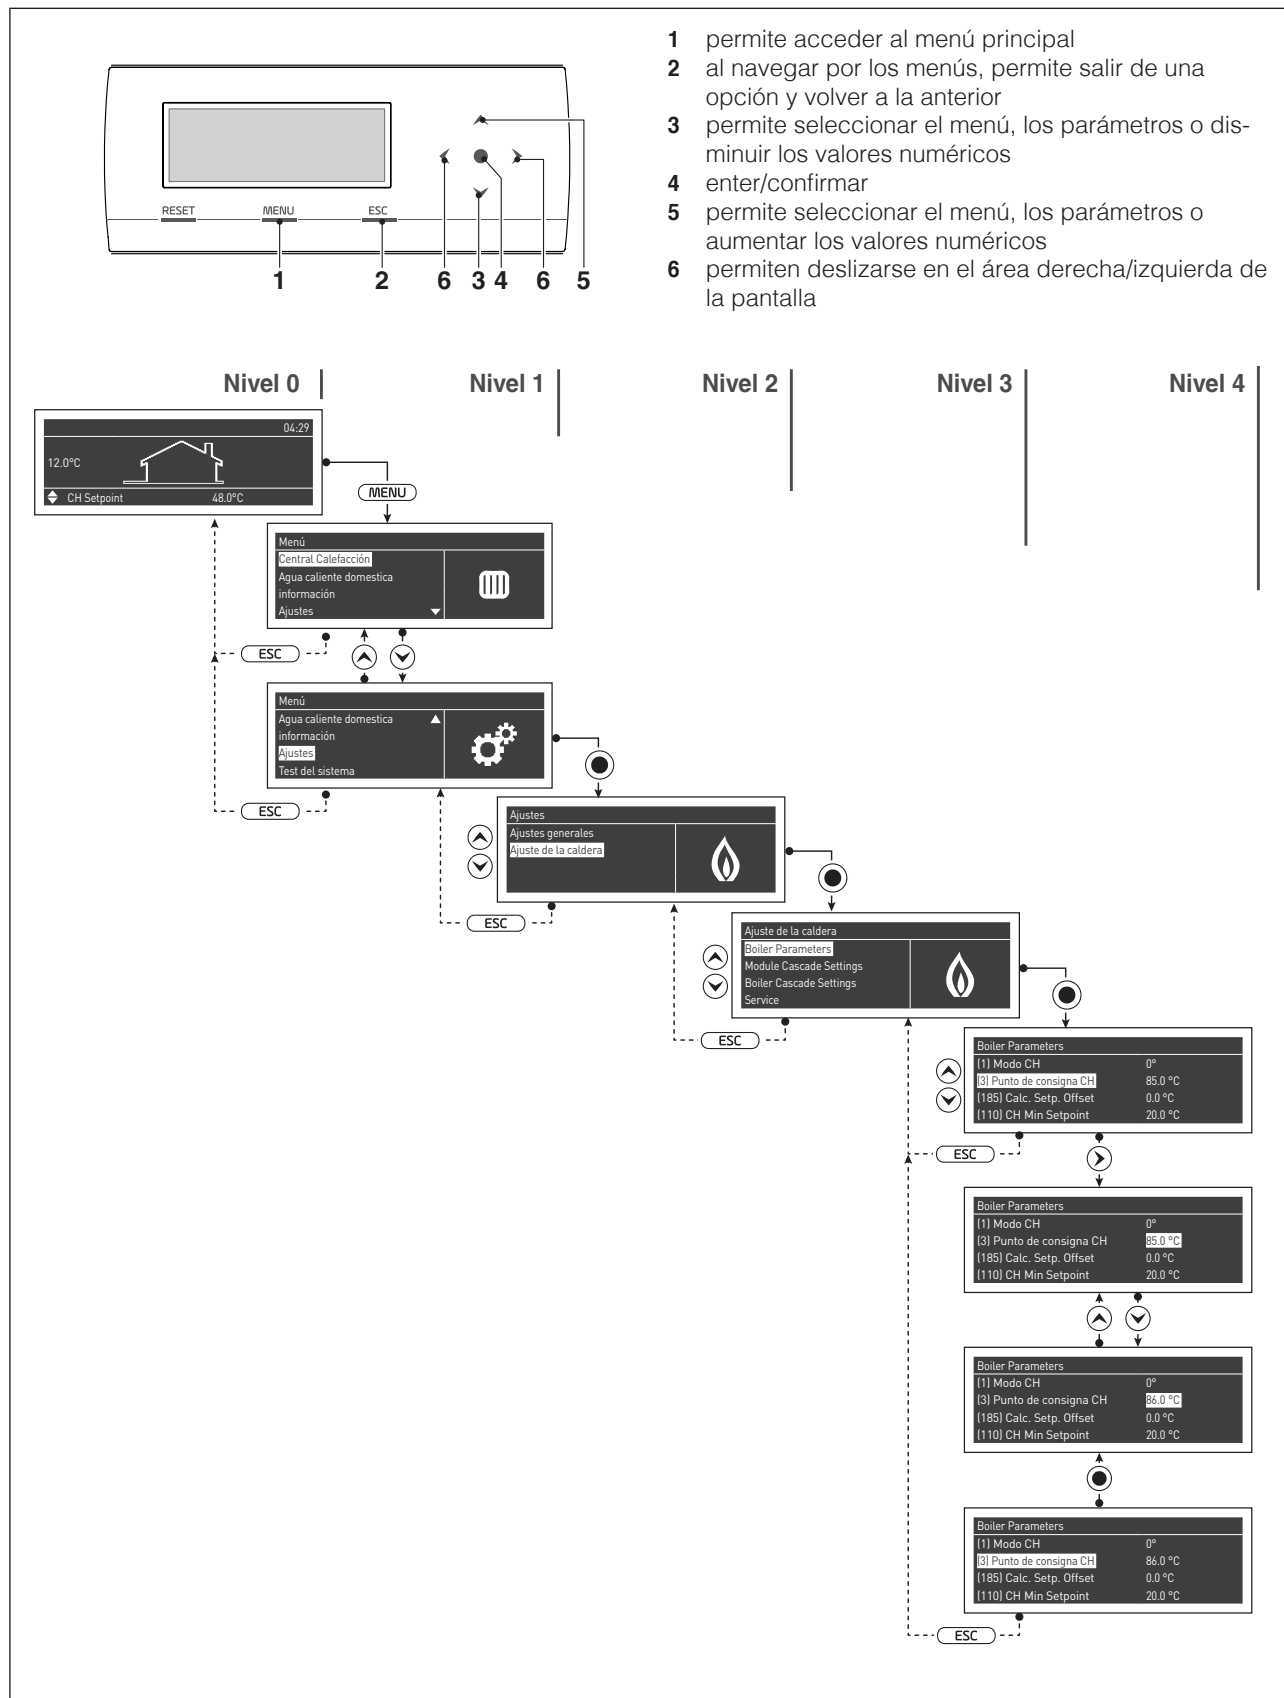 1 permite acceder al menú principal
2 al navegar por los menús, permite salir de una
opción y volver a la anterior
3 permite seleccionar el menú, los parámetros o dis-
minuir los valores numéricos
4 enter/confirmar
5 permite seleccionar el menú, los parámetros o
aumentar los valores numéricos
6 permiten deslizarse en el área derecha/izquierda de
la pantalla
RESET MENU ESC
1 2 6 3 4 6 5
Nivel 0 Nivel 1 Nivel 2 Nivel 3 Nivel 4
04:29
12.0°C
CH Setpoint 48.0°C
MENU
Menú
Central Calefacción
Agua caliente domestica
información
Ajustes
ESC
Menú
Agua caliente domestica
información
Ajustes
Test del sistema
ESC
Ajustes
Ajustes generales
Ajuste de la caldera
ESC
Ajuste de la caldera
Boiler Parameters
Module Cascade Settings
Boiler Cascade Settings
Service
ESC
Boiler Parameters
(1) Modo CH 0°
(3) Punto de consigna CH 85.0 °C
(185) Calc. Setp. Offset 0.0 °C
(110) CH Min Setpoint 20.0 °C
ESC
Boiler Parameters
(1) Modo CH 0°
(3) Punto de consigna CH 85.0 °C
(185) Calc. Setp. Offset 0.0 °C
(110) CH Min Setpoint 20.0 °C
Boiler Parameters
(1) Modo CH 0°
(3) Punto de consigna CH 86.0 °C
(185) Calc. Setp. Offset 0.0 °C
(110) CH Min Setpoint 20.0 °C
Boiler Parameters
(1) Modo CH 0°
(3) Punto de consigna CH 86.0 °C
(185) Calc. Setp. Offset 0.0 °C
(110) CH Min Setpoint 20.0 °C
ESC